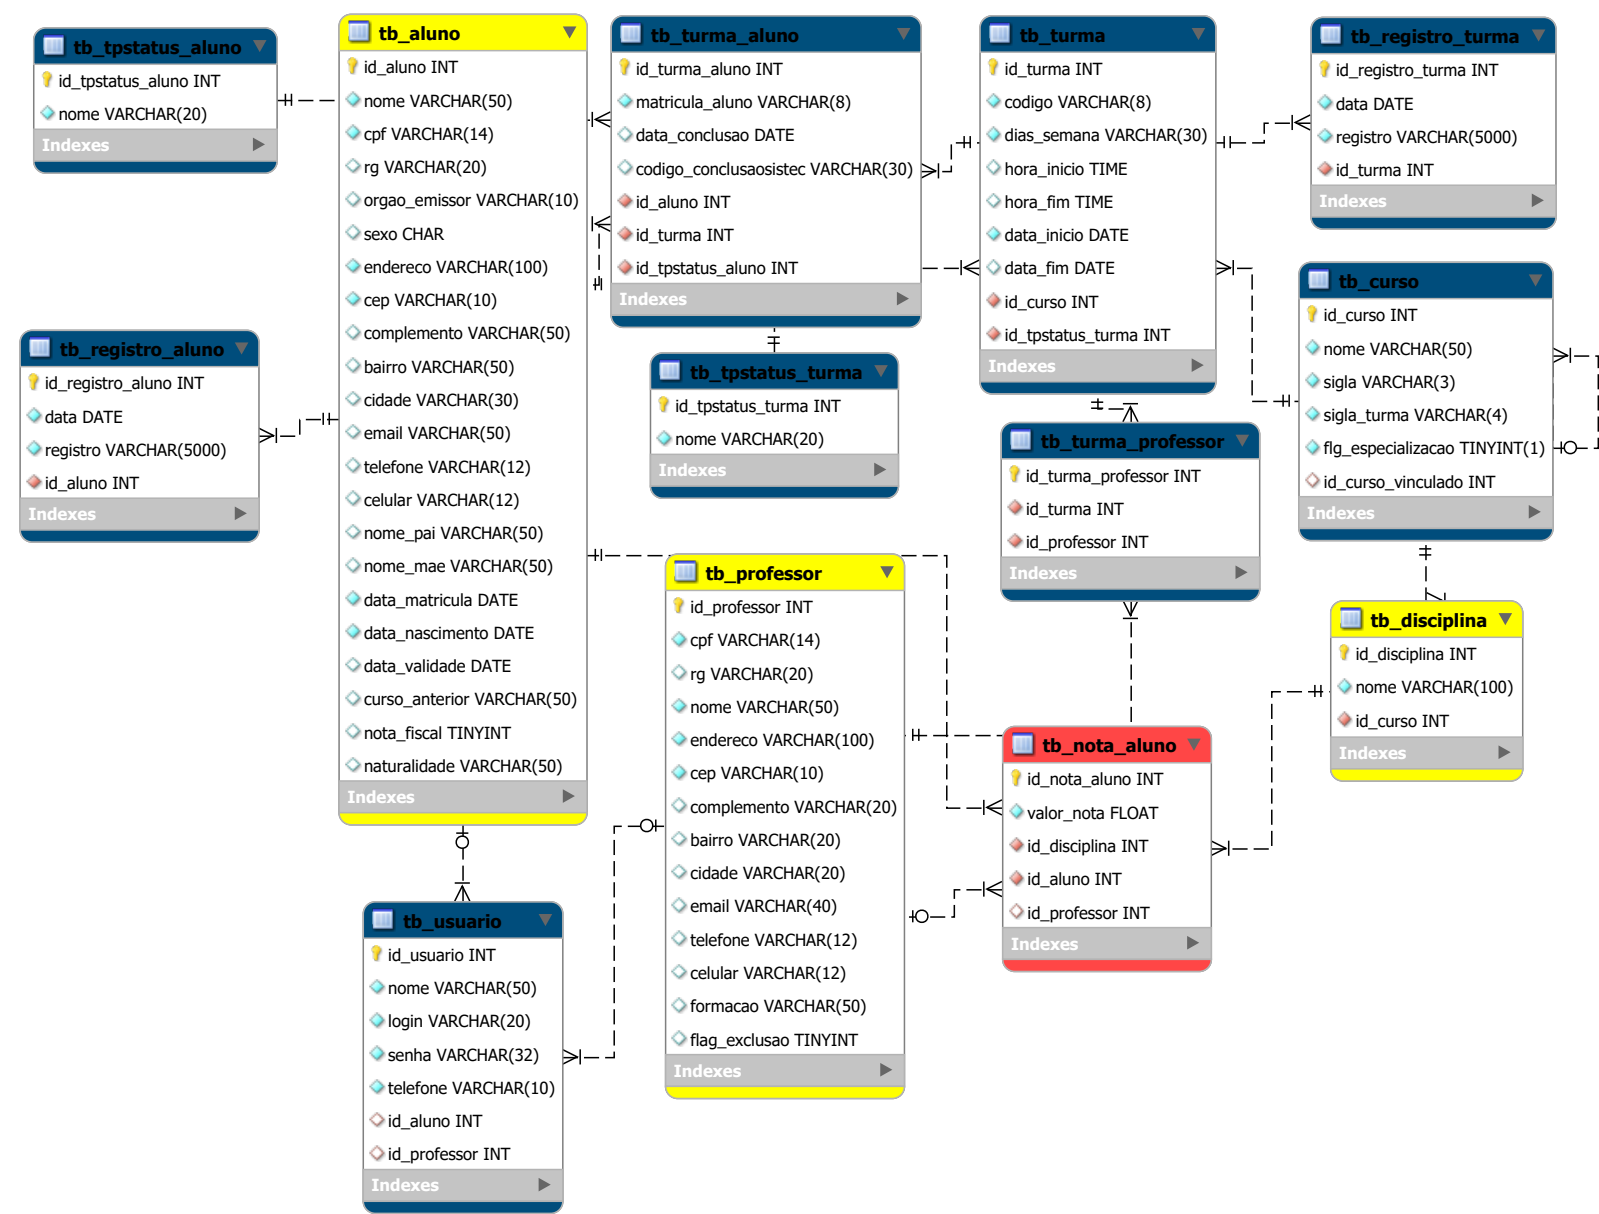 tb_tpstatus_aluno
id_tpstatus_aluno INT
nome VARCHAR(20)
Indexes
tb_aluno
id_aluno INT
nome VARCHAR(50)
cpf VARCHAR(14)
rg VARCHAR(20)
orgao_emissor VARCHAR(10)
sexo CHAR
endereco VARCHAR(100)
cep VARCHAR(10)
complemento VARCHAR(50)
bairro VARCHAR(50)
cidade VARCHAR(30)
email VARCHAR(50)
telefone VARCHAR(12)
celular VARCHAR(12)
nome_pai VARCHAR(50)
nome_mae VARCHAR(50)
data_matricula DATE
data_nascimento DATE
data_validade DATE
curso_anterior VARCHAR(50)
nota_fiscal TINYINT
naturalidade VARCHAR(50)
Indexes
tb_turma_aluno
id_turma_aluno INT
matricula_aluno VARCHAR(8)
data_conclusao DATE
codigo_conclusaosistec VARCHAR(30)
id_aluno INT
id_turma INT
id_tpstatus_aluno INT
Indexes
tb_turma
id_turma INT
codigo VARCHAR(8)
dias_semana VARCHAR(30)
hora_inicio TIME
hora_fim TIME
data_inicio DATE
data_fim DATE
id_curso INT
id_tpstatus_turma INT
Indexes
tb_registro_turma
id_registro_turma INT
data DATE
registro VARCHAR(5000)
id_turma INT
Indexes
tb_curso
id_curso INT
nome VARCHAR(50)
sigla VARCHAR(3)
sigla_turma VARCHAR(4)
flg_especializacao TINYINT(1)
id_curso_vinculado INT
Indexes
tb_registro_aluno
id_registro_aluno INT
data DATE
registro VARCHAR(5000)
id_aluno INT
Indexes
tb_tpstatus_turma
id_tpstatus_turma INT
nome VARCHAR(20)
Indexes
tb_turma_professor
id_turma_professor INT
id_turma INT
id_professor INT
Indexes
tb_professor
id_professor INT
cpf VARCHAR(14)
rg VARCHAR(20)
nome VARCHAR(50)
endereco VARCHAR(100)
cep VARCHAR(10)
complemento VARCHAR(20)
bairro VARCHAR(20)
cidade VARCHAR(20)
email VARCHAR(40)
telefone VARCHAR(12)
celular VARCHAR(12)
formacao VARCHAR(50)
flag_exclusao TINYINT
Indexes
tb_disciplina
id_disciplina INT
nome VARCHAR(100)
id_curso INT
Indexes
tb_nota_aluno
id_nota_aluno INT
valor_nota FLOAT
id_disciplina INT
id_aluno INT
id_professor INT
Indexes
tb_usuario
id_usuario INT
nome VARCHAR(50)
login VARCHAR(20)
senha VARCHAR(32)
telefone VARCHAR(10)
id_aluno INT
id_professor INT
Indexes